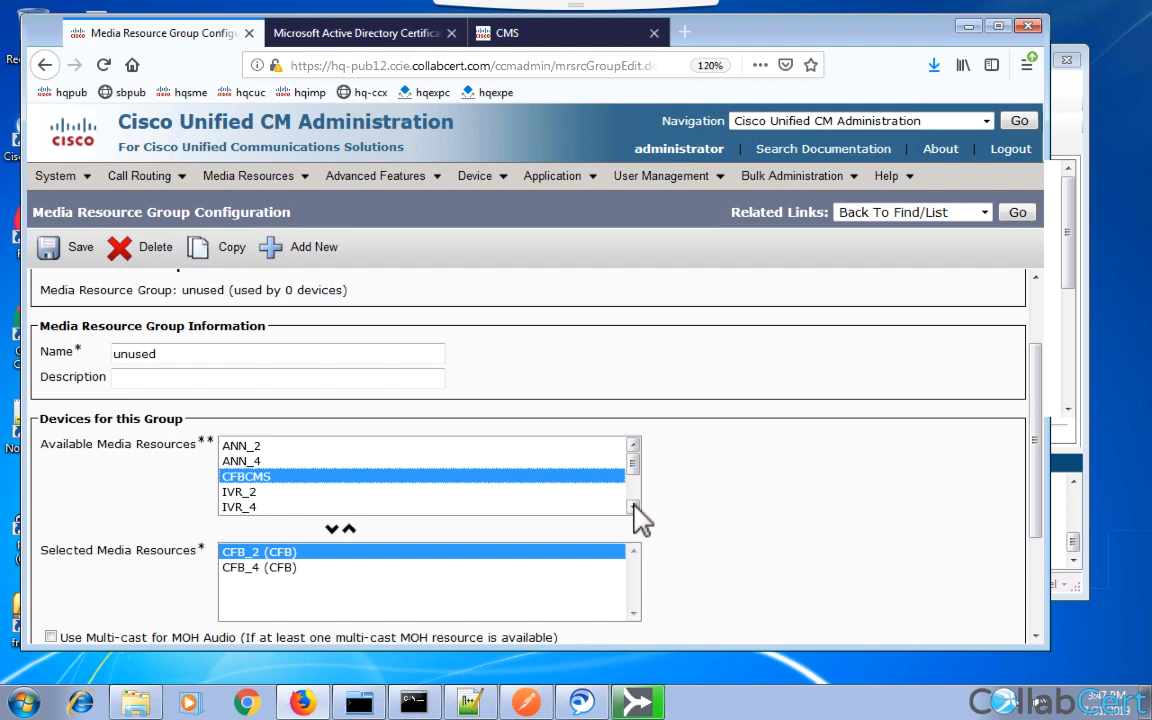 Media Resource Group Configu
Microsoft Active Directory Certifica
CMS
https://hq-pub12.ccie.collabcert.com/ccmadmin/mrsrcGroupEdit.do
120%
hqpub
sbpub
hqsme
hqcuc
hqimp
hq-ccx
hqexpc
hqexpe
CISCO
Cisco Unified CM Administration
For Cisco Unified Communications Solutions
Navigation Cisco Unified CM Administration Go
administrator | Search Documentation | About | Logout
System Call Routing Media Resources Advanced Features Device Application User Management Bulk Administration Help
Media Resource Group Configuration
Related Links: Back To Find/List Go
Save Delete Copy Add New
Media Resource Group: unused (used by 0 devices)
Media Resource Group Information
Name* unused
Description
Devices for this Group
Available Media Resources**
ANN_2
ANN_4
CFBCMS
IVR_2
IVR_4
Selected Media Resources*
CFB_2 (CFB)
CFB_4 (CFB)
Use Multi-cast for MOH Audio (If at least one multi-cast MOH resource is available)
CollabCert